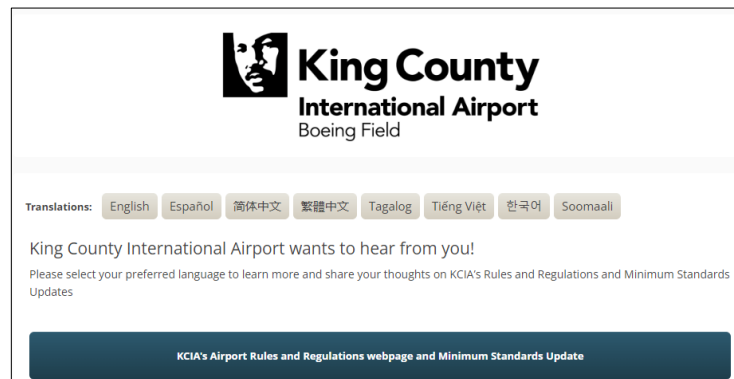 King County
International Airport
Boeing Field
Translations: English Español 简体中文 繁體中文 Tagalog Tiếng Việt 한국어 Soomaali
King County International Airport wants to hear from you!
Please select your preferred language to learn more and share your thoughts on KCIA's Rules and Regulations and Minimum Standards
Updates
KCIA's Airport Rules and Regulations webpage and Minimum Standards Update